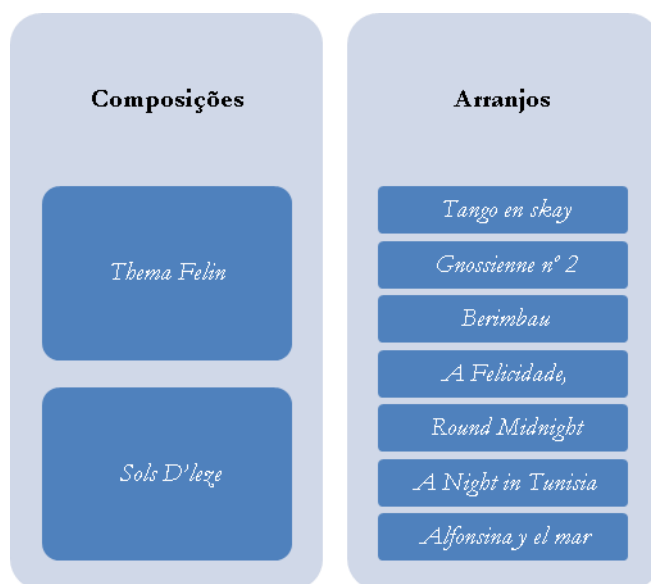 Composições
Thema Felin
Sols D'leze
Arranjos
Tango en skay
Gnossienne nº 2
Berimbau
A Felicidade,
Round Midnight
A Night in Tunisia
Alfonsina y el mar